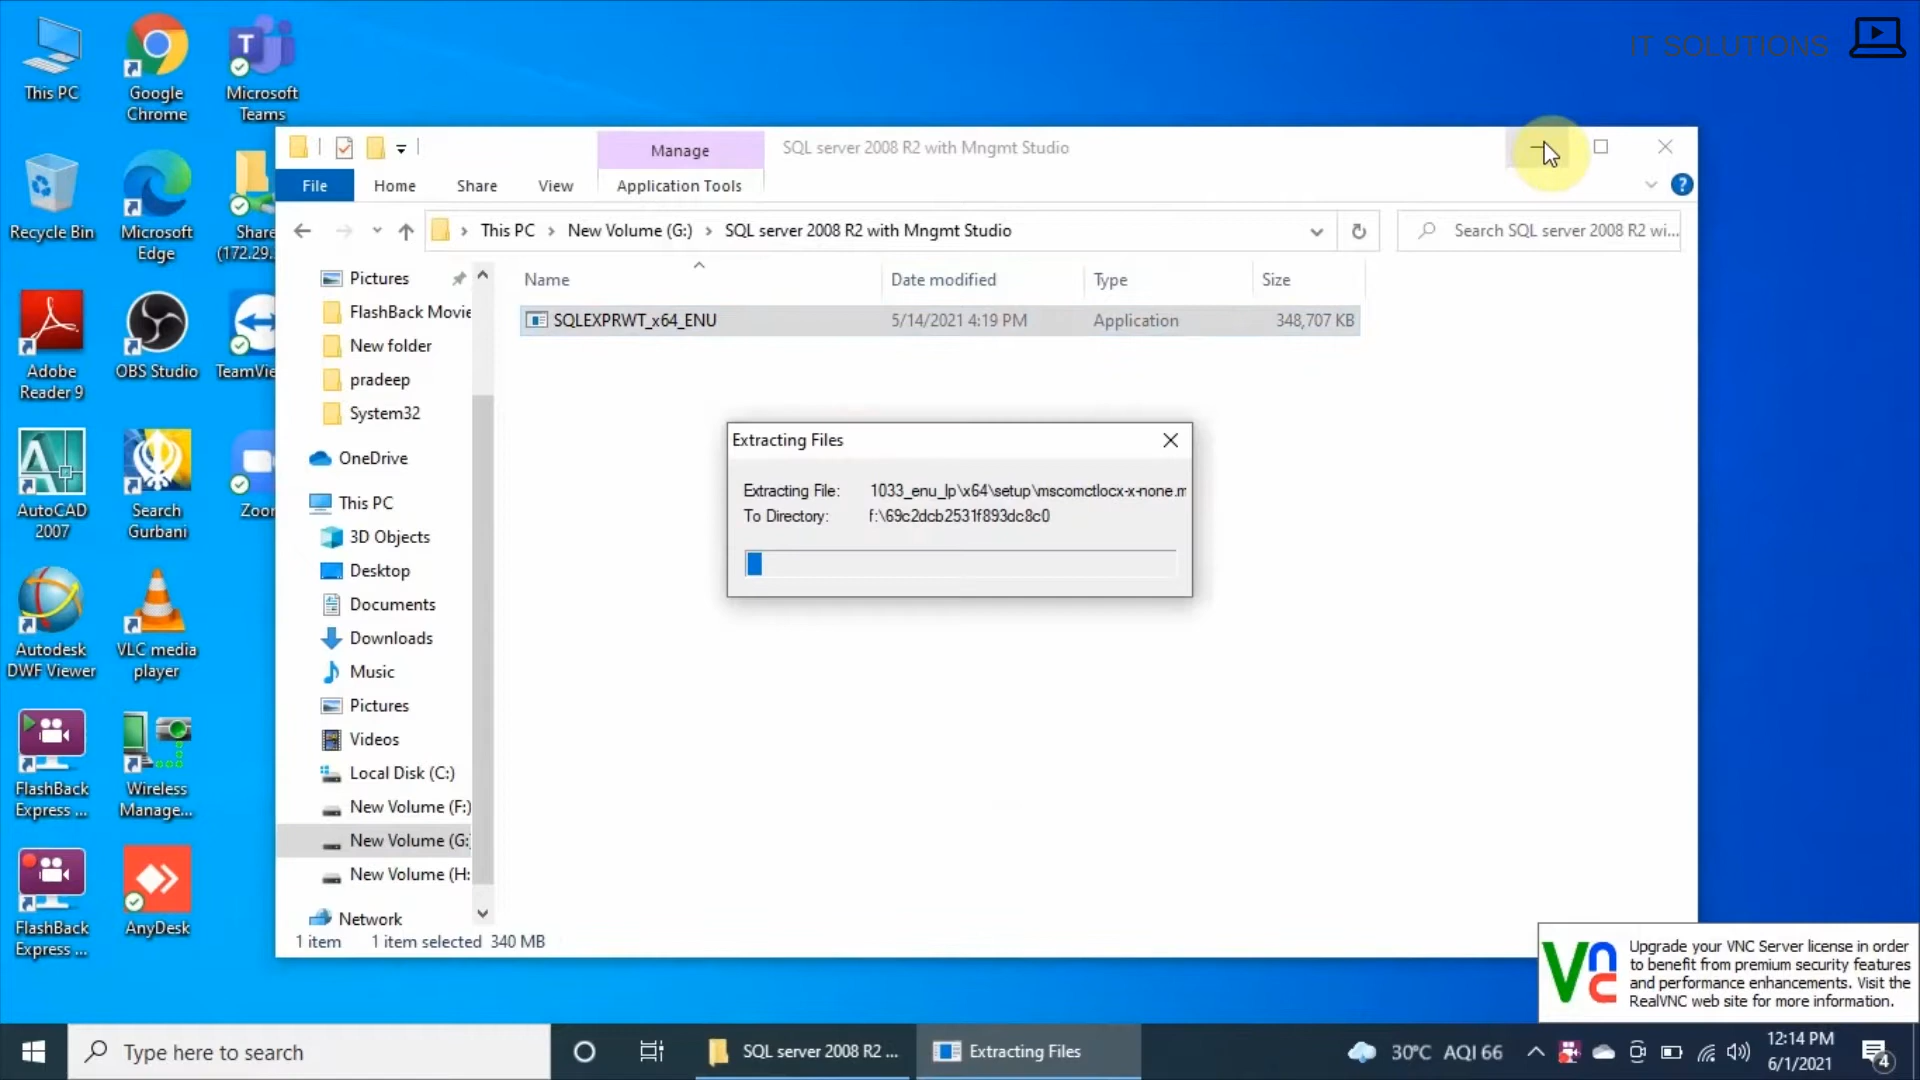 IT SOLUTIONS
This PC
Google
Chrome
Microsoft
Teams
Recycle Bin
Microsoft
Edge
Share
(172.29.
Adobe
Reader 9
OBS Studio
TeamVie
AutoCAD
2007
Search
Gurbani
Zoor
Autodesk
DWF Viewer
VLC media
player
FlashBack
Express ...
Wireless
Manage...
FlashBack
Express ...
AnyDesk
Manage
SQL server 2008 R2 with Mngmt Studio
File
Home
Share
View
Application Tools
This PC > New Volume (G:) > SQL server 2008 R2 with Mngmt Studio
Search SQL server 2008 R2 wi...
Name
Date modified
Type
Size
SQLEXPRWT_x64_ENU
5/14/2021 4:19 PM
Application
348,707 KB
Pictures
FlashBack Movie
New folder
pradeep
System32
OneDrive
This PC
3D Objects
Desktop
Documents
Downloads
Music
Pictures
Videos
Local Disk (C:)
New Volume (F:)
New Volume (G:
New Volume (H:
Network
1 item
1 item selected 340 MB
Extracting Files
Extracting File: 1033_enu_lp\x64\setup\mscomctlocx-x-none.m
To Directory: f:\69c2dcb2531f893dc8c0
Vnc
Upgrade your VNC Server license in order
to benefit from premium security features
and performance enhancements. Visit the
RealVNC web site for more information.
Type here to search
SQL server 2008 R2 ...
Extracting Files
30°C AQI 66
12:14 PM
6/1/2021
4